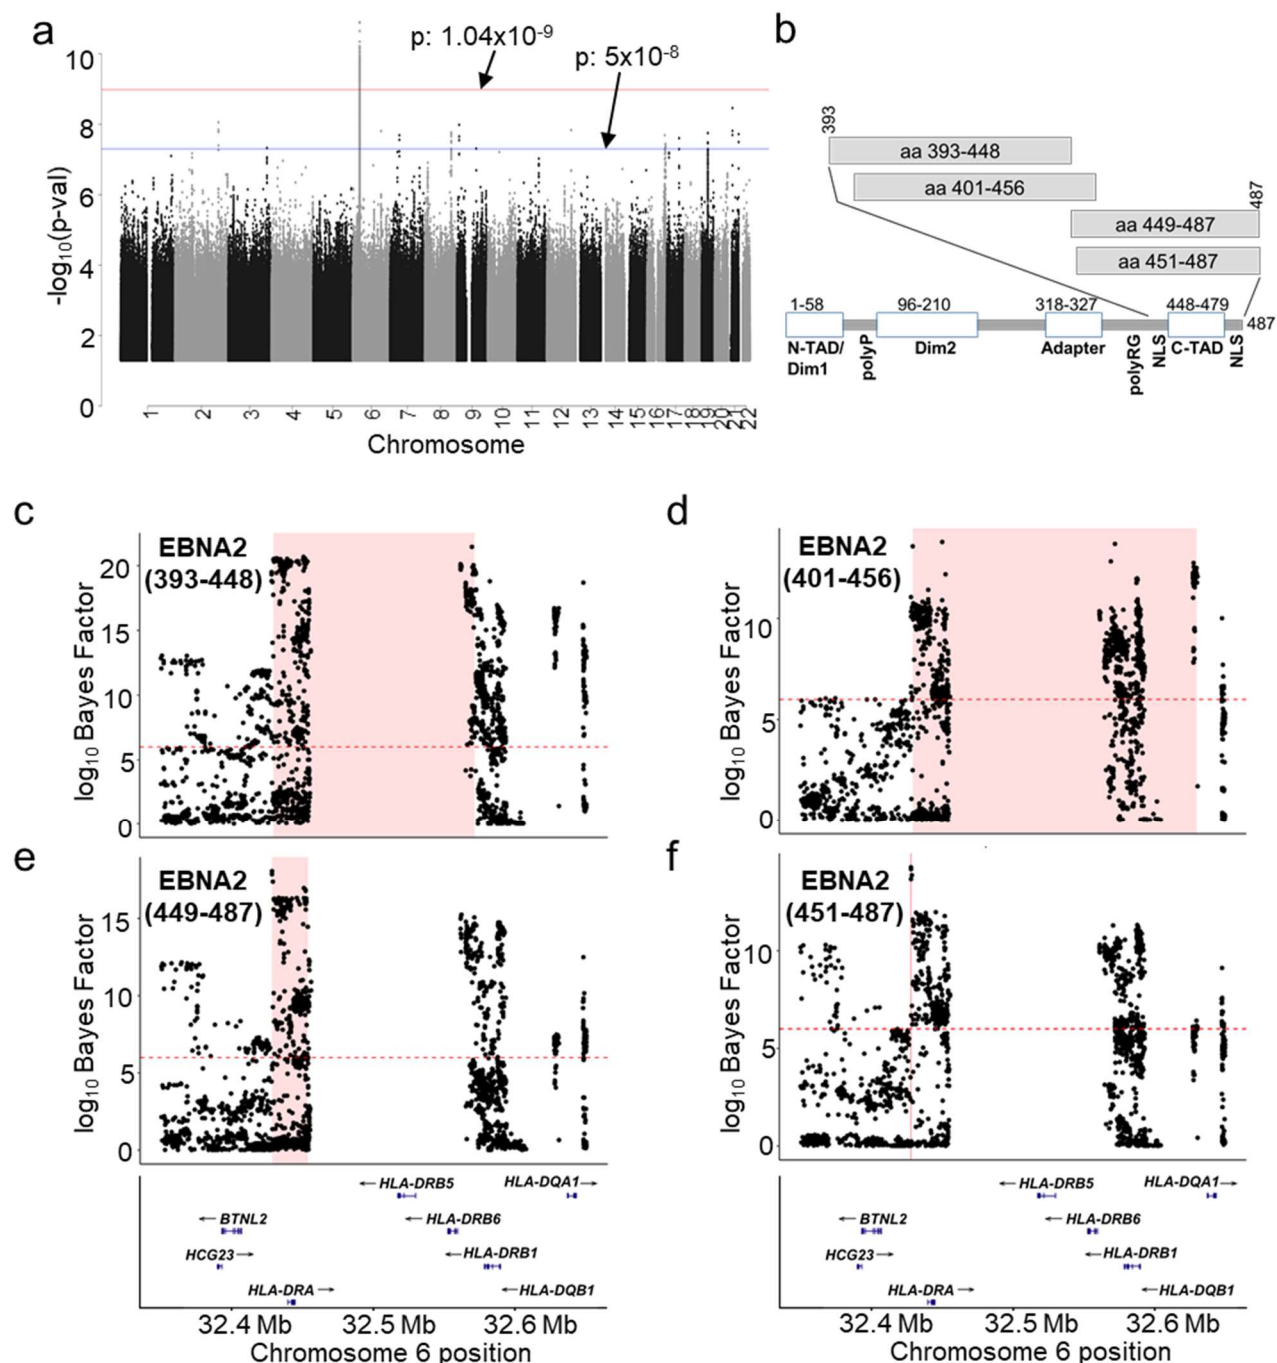 a
p: 1.04x10-9
p: 5x10-8
10
8
6
4
2
0
-log10(p-val)
1 2 3 4 5 6 7 8 9 10 11 12 13 14 15 16 17 18 19 20 21 22
Chromosome
b
393
aa 393-448
aa 401-456
487
aa 449-487
aa 451-487
1-58 96-210 318-327 448-479
487
N-TAD/
Dim1
polyP
Dim2
Adapter
polyRG
NLS
C-TAD
NLS
c
EBNA2
(393-448)
20
15
10
5
0
log10 Bayes Factor
d
EBNA2
(401-456)
10
5
0
log10 Bayes Factor
e
EBNA2
(449-487)
15
10
5
0
log10 Bayes Factor
f
EBNA2
(451-487)
10
5
0
log10 Bayes Factor
HLA-DRB5 HLA-DQA1
BTNL2 HLA-DRB6
HCG23 HLA-DRB1
HLA-DRA HLA-DQB1
32.4 Mb 32.5 Mb 32.6 Mb
Chromosome 6 position
HLA-DRB5 HLA-DQA1
BTNL2 HLA-DRB6
HCG23 HLA-DRB1
HLA-DRA HLA-DQB1
32.4 Mb 32.5 Mb 32.6 Mb
Chromosome 6 position